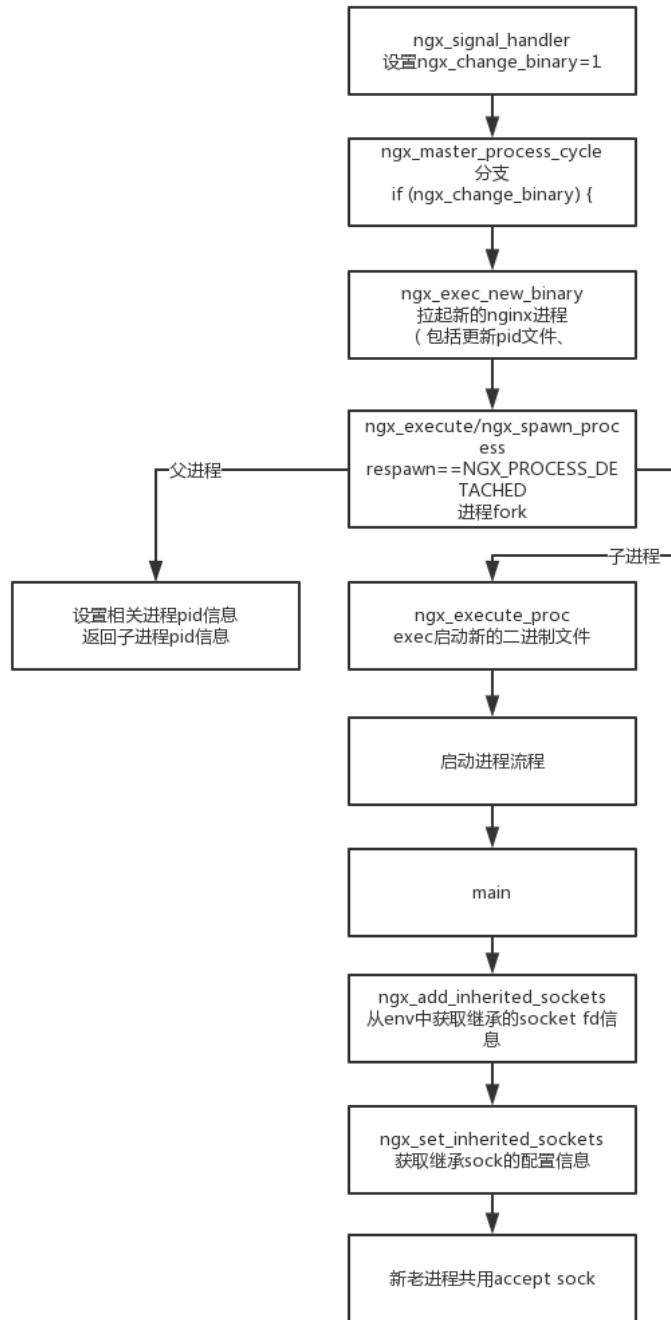 ngx_signal_handler
设置ngx_change_binary=1
ngx_master_process_cycle
分支
if (ngx_change_binary) {
ngx_exec_new_binary
拉起新的nginx进程
(包括更新pid文件、
ngx_execute/ngx_spawn_proc
ess
respawn==NGX_PROCESS_DE
TACHED
进程fork
父进程
子进程
设置相关进程pid信息
返回子进程pid信息
ngx_execute_proc
exec启动新的二进制文件
启动进程流程
main
ngx_add_inherited_sockets
从env中获取继承的socket fd信
息
ngx_set_inherited_sockets
获取继承sock的配置信息
新老进程共用accept sock